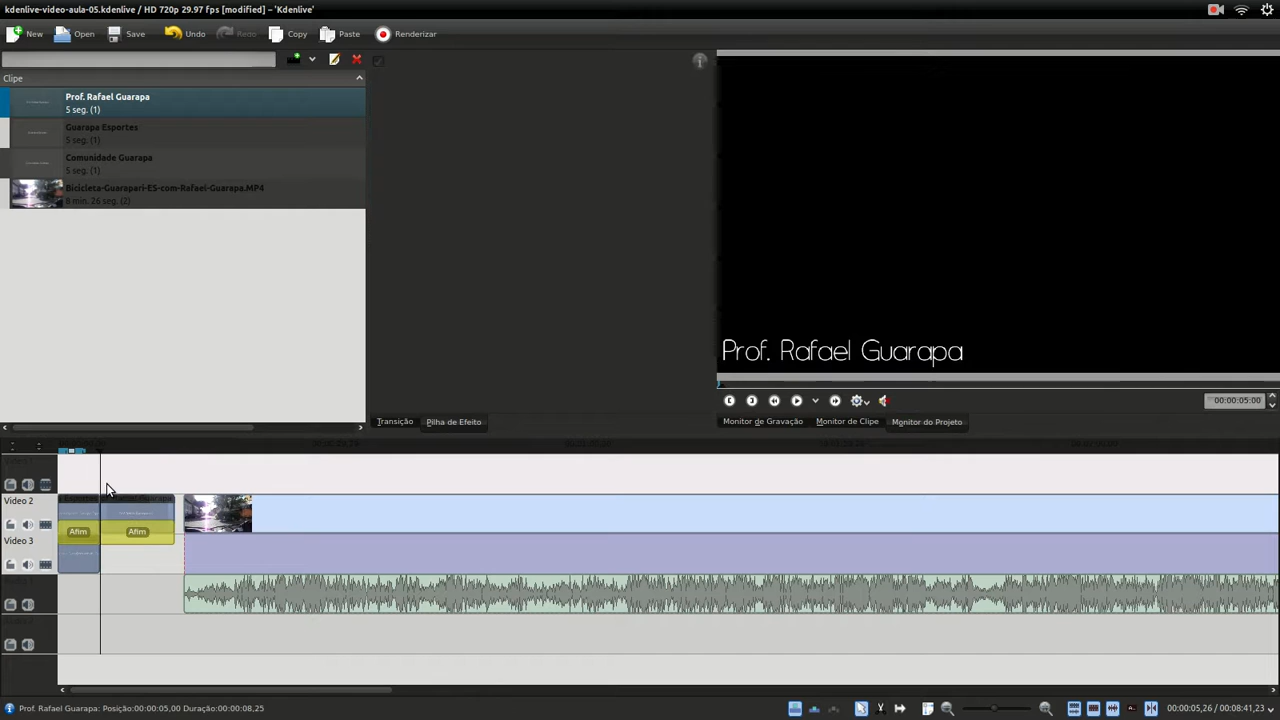 kdenlive-video-aula-05.kdenlive / HD 720p 29.97 fps [modified] – 'Kdenlive'
New Open Save Undo Redo Copy Paste Renderizar
Clipe
Prof. Rafael Guarapa
5 seg. (1)
Guarapa Esportes
5 seg. (1)
Comunidade Guarapa
5 seg. (1)
Bicicleta-Guarapari-ES-com-Rafael-Guarapa.MP4
8 min. 26 seg. (2)
Prof. Rafael Guarapa
00:00:05:00
Transição Pilha de Efeito
Monitor de Gravação Monitor de Clipe Monitor do Projeto
Video 1
Video 2
Afim Afim
Video 3
Prof. Rafael Guarapa: Posição:00:00:05,00 Duração:00:00:08,25
00:00:05,26 / 00:08:41,23